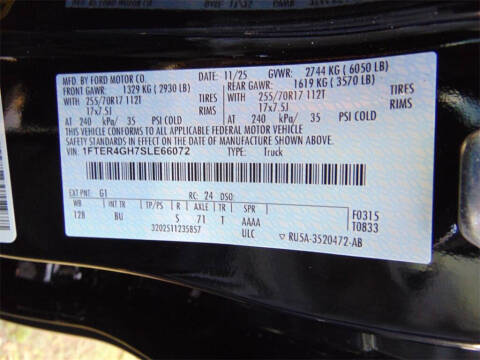 MFD. BY FORD MOTOR CO.
DATE: 11/25 GVWR: 2744 KG ( 6050 LB)
FRONT GAWR: 1329 KG ( 2930 LB) REAR GAWR: 1619 KG ( 3570 LB)
WITH 255/70R17 112T TIRES WITH 255/70R17 112T TIRES
17x7.5J RIMS 17x7.5J RIMS
AT 240 kPa/ 35 PSI COLD AT 240 kPa/ 35 PSI COLD
THIS VEHICLE CONFORMS TO ALL APPLICABLE FEDERAL MOTOR VEHICLE
SAFETY STANDARDS IN EFFECT ON THE DATE OF MANUFACTURE SHOWN ABOVE.
VIN: 1FTER4GH7SLE66072 TYPE: Truck
EXT PNT: G1 RC: 24 DSO:
WB INT TR TP/PS R AXLE TR SPR
128 BU S 71 T AAAA
F0315
T0833
3202511235857 ULC ▽ RU5A-3520472-AB